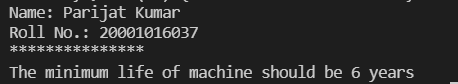 Name: Parijat Kumar
Roll No.: 20001016037
***************
The minimum life of machine should be 6 years